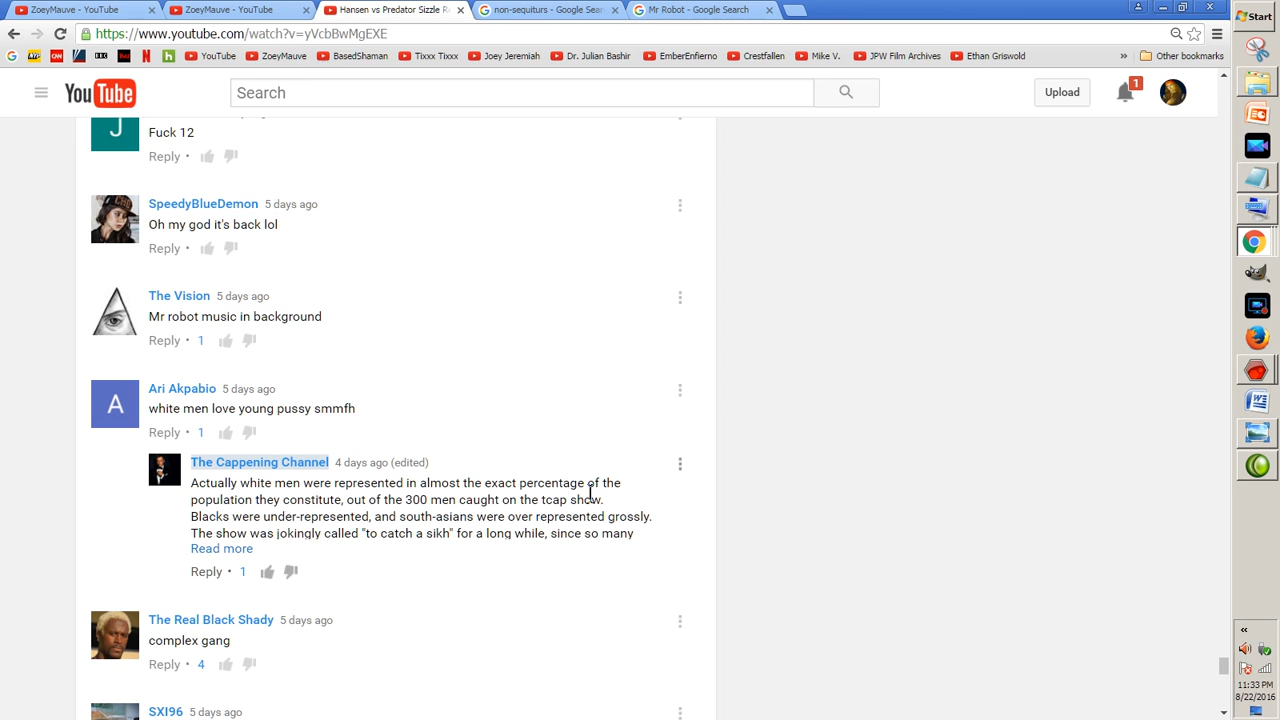 ZoeyMauve - YouTube
ZoeyMauve - YouTube
Hansen vs Predator Sizzle R
non-sequiturs - Google Sear
Mr Robot - Google Search
https://www.youtube.com/watch?v=yVcbBwMgEXE
YouTube ZoeyMauve BasedShaman Tixxx Tixxx Joey Jeremiah Dr. Julian Bashir EmberEnfierno Crestfallen Mike V. JPW Film Archives Ethan Griswold » Other bookmarks
YouTube
Search
Upload
1
J
Fuck 12
Reply •
SpeedyBlueDemon 5 days ago
Oh my god it's back lol
Reply •
The Vision 5 days ago
Mr robot music in background
Reply • 1
A
Ari Akpabio 5 days ago
white men love young pussy smmfh
Reply • 1
The Cappening Channel 4 days ago (edited)
Actually white men were represented in almost the exact percentage of the
population they constitute, out of the 300 men caught on the tcap show.
Blacks were under-represented, and south-asians were over represented grossly.
The show was jokingly called "to catch a sikh" for a long while, since so many
Read more
Reply • 1
The Real Black Shady 5 days ago
complex gang
Reply • 4
SXI96 5 days ago
Start
«
11:33 PM
8/22/2016